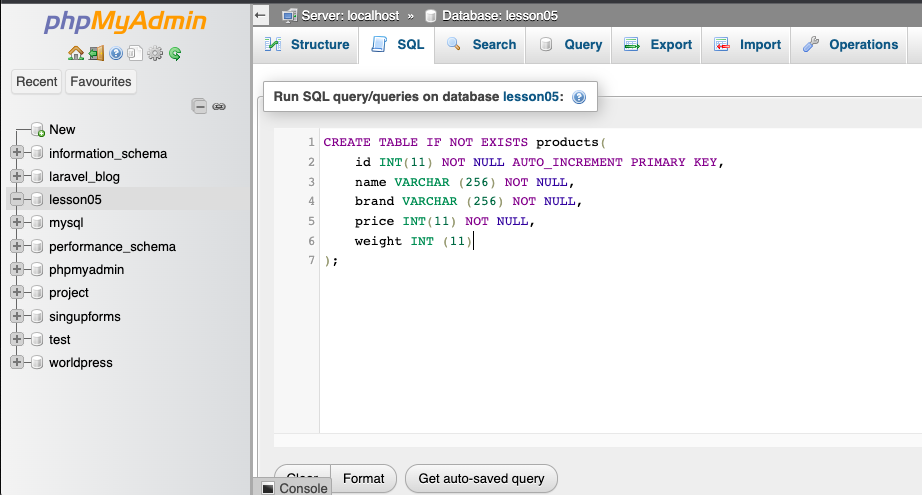 phpMyAdmin
Recent Favourites
New
information_schema
laravel_blog
lesson05
mysql
performance_schema
phpmyadmin
project
singupforms
test
worldpress
Server: localhost » Database: lesson05
Structure SQL Search Query Export Import Operations
Run SQL query/queries on database lesson05:
1 CREATE TABLE IF NOT EXISTS products(
2 id INT(11) NOT NULL AUTO_INCREMENT PRIMARY KEY,
3 name VARCHAR (256) NOT NULL,
4 brand VARCHAR (256) NOT NULL,
5 price INT(11) NOT NULL,
6 weight INT (11)
7 );
Clear Format Get auto-saved query
Console